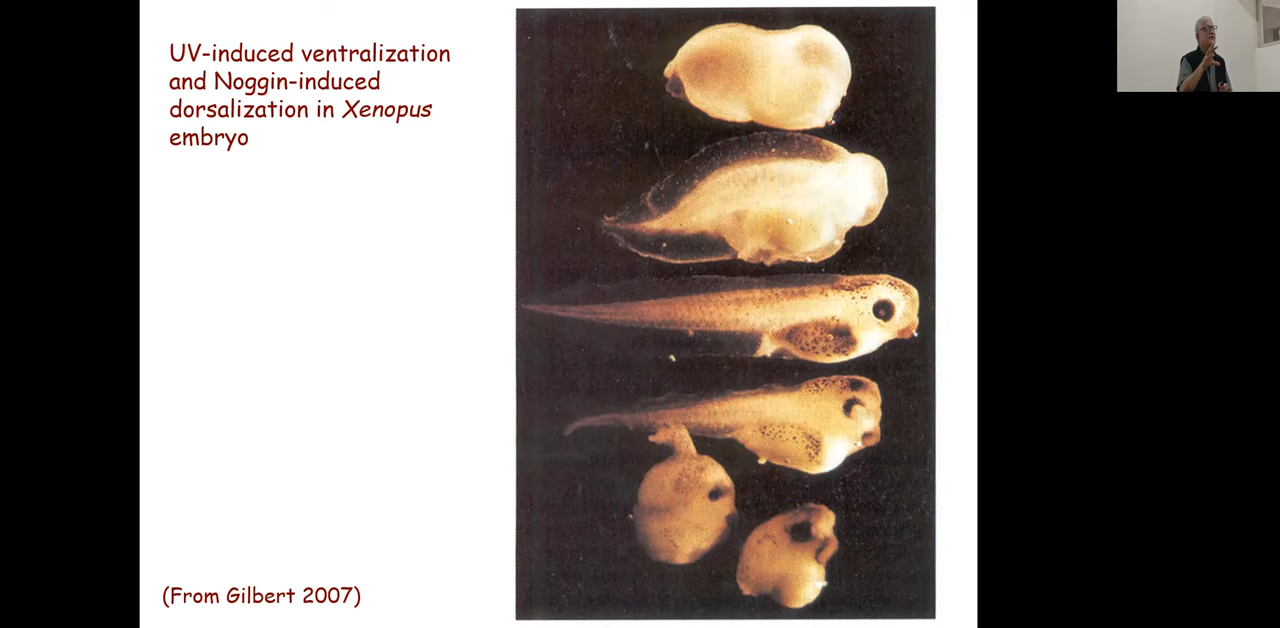 UV-induced ventralization
and Noggin-induced
dorsalization in Xenopus
embryo
(From Gilbert 2007)